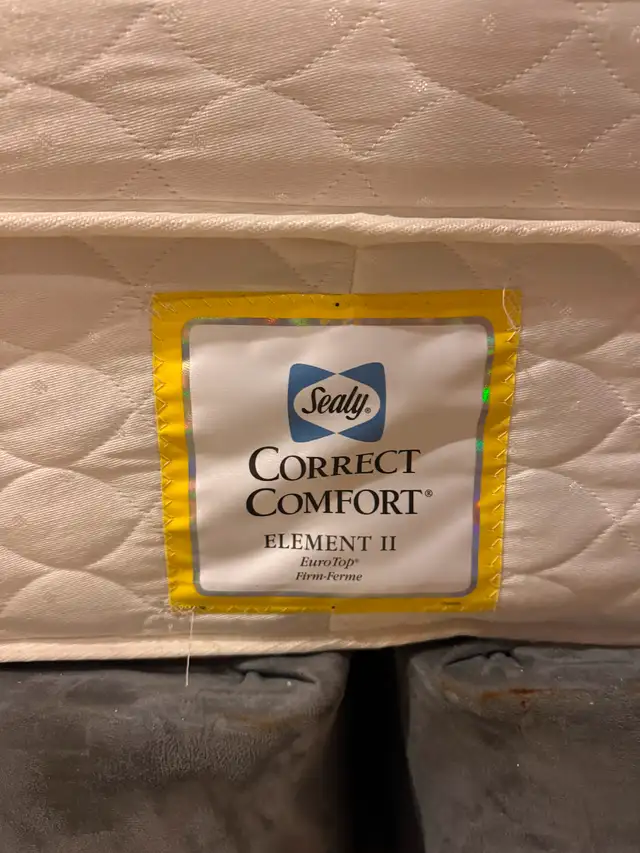 Sealy®
CORRECT
COMFORT®
ELEMENT II
EuroTop®
Firm-Ferme